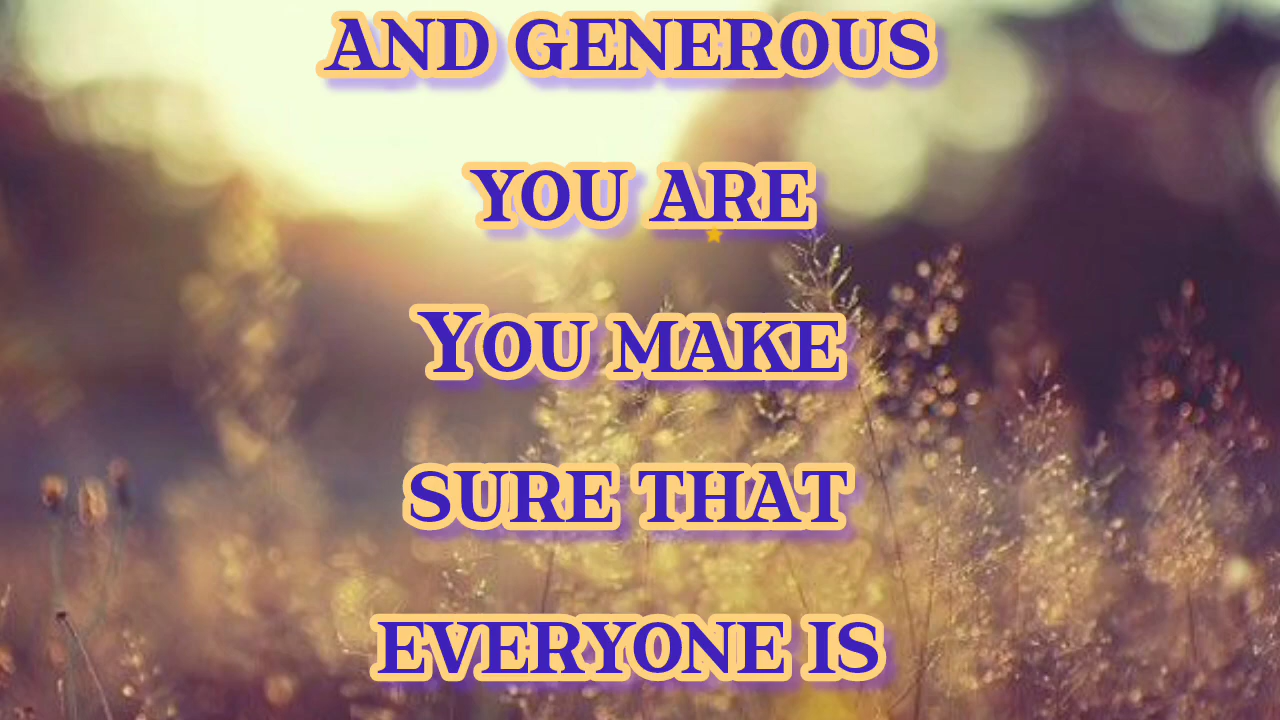 AND GENEROUS
YOU ARE
YOU MAKE
SURE THAT
EVERYONE IS